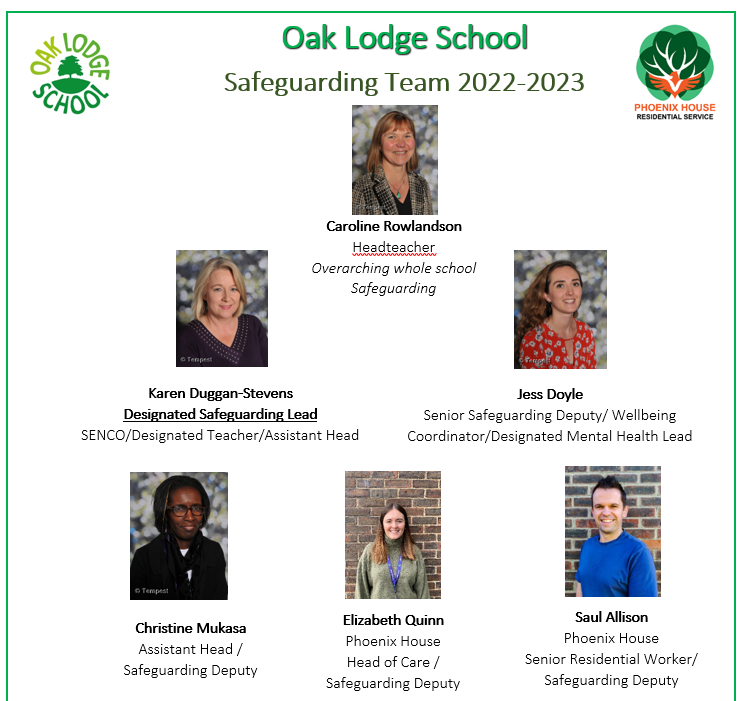 Oak Lodge School
Safeguarding Team 2022-2023
OAK LODGE
SCHOOL
PHOENIX HOUSE
RESIDENTIAL SERVICE
© Tempest
Caroline Rowlandson
Headteacher
Overarching whole school
Safeguarding
© Tempest
Karen Duggan-Stevens
Designated Safeguarding Lead
SENCO/Designated Teacher/Assistant Head
© Tempest
Jess Doyle
Senior Safeguarding Deputy/ Wellbeing
Coordinator/Designated Mental Health Lead
© Tempest
Christine Mukasa
Assistant Head /
Safeguarding Deputy
Elizabeth Quinn
Phoenix House
Head of Care /
Safeguarding Deputy
Saul Allison
Phoenix House
Senior Residential Worker/
Safeguarding Deputy